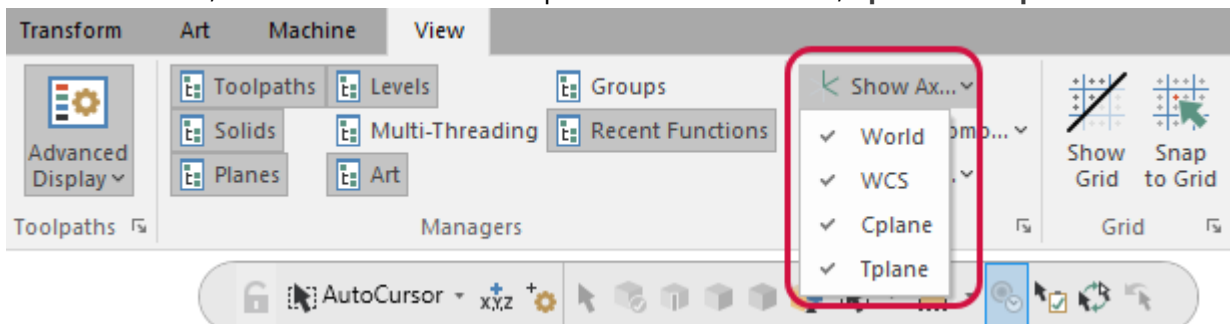 Transform Art Machine View
Toolpaths Levels Groups Show Ax...
Solids Multi-Threading Recent Functions World
Advanced Display
Planes Art WCS
Cplane
Tplane
Show Grid Snap to Grid
Toolpaths Managers Grid
AutoCursor xyz